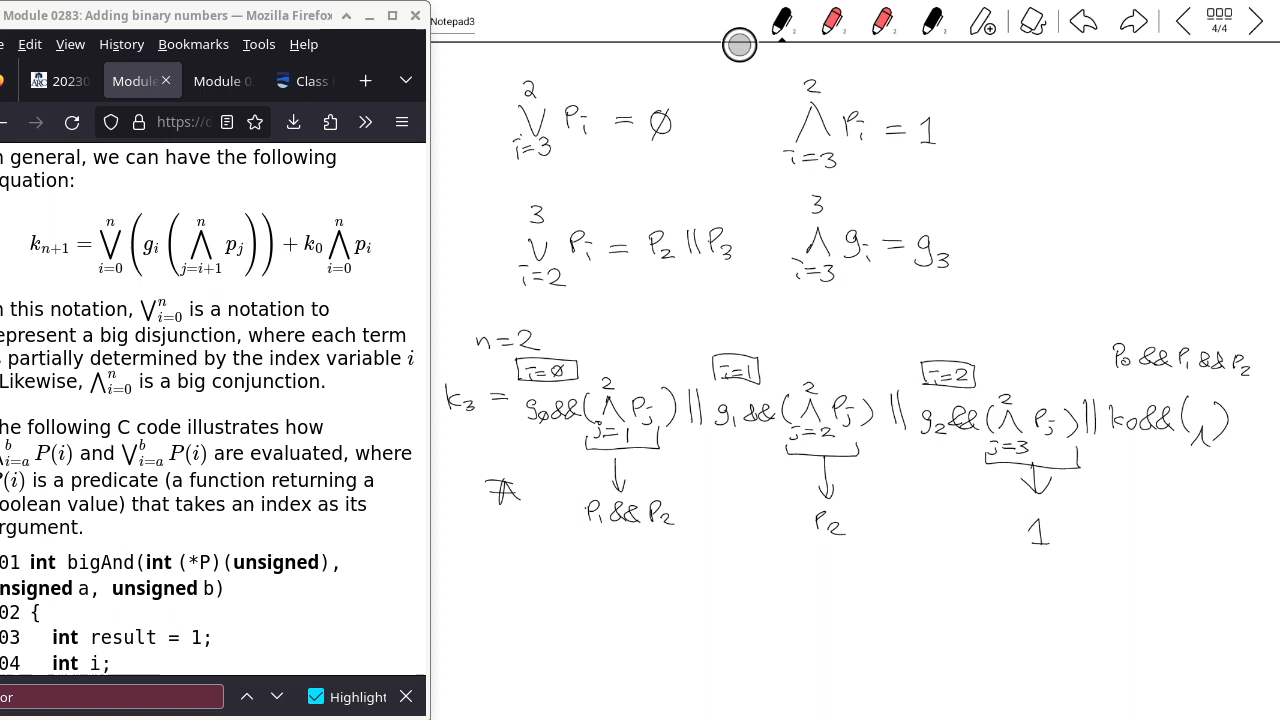 Module 0283: Adding binary numbers — Mozilla Firefox
Edit View History Bookmarks Tools Help
20230 Module Module 0 Class
https://
n general, we can have the following
quation:
k_{n+1} = ⋁_{i=0}^{n} (g_i (⋀_{j=i+1}^{n} p_j)) + k_0 ⋀_{i=0}^{n} p_i
n this notation, ⋁_{i=0}^{n} is a notation to
epresent a big disjunction, where each term
s partially determined by the index variable i
Likewise, ⋀_{i=0}^{n} is a big conjunction.
he following C code illustrates how
⋀_{i=a}^{b} P(i) and ⋁_{i=a}^{b} P(i) are evaluated, where
P(i) is a predicate (a function returning a
oolean value) that takes an index as its
rgument.
01 int bigAnd(int (*P)(unsigned),
nsigned a, unsigned b)
02 {
03 int result = 1;
04 int i;
or
Highlight
Notepad3
4/4
⋁_{i=3}^{2} P_i = ∅ ⋀_{i=3}^{2} P_i = 1
⋁_{i=2}^{3} P_i = P_2 || P_3 ⋀_{i=3}^{3} g_i = g_3
n=2
i=∅ i=1 i=2 P_0 && P_1 && P_2
k_3 = g_∅ && (⋀_{j=1}^{2} P_j) || g_1 && (⋀_{j=2}^{2} P_j) || g_2 && (⋀_{j=3}^{2} P_j) || k_0 && (⋀)
P_1 && P_2 P_2 1